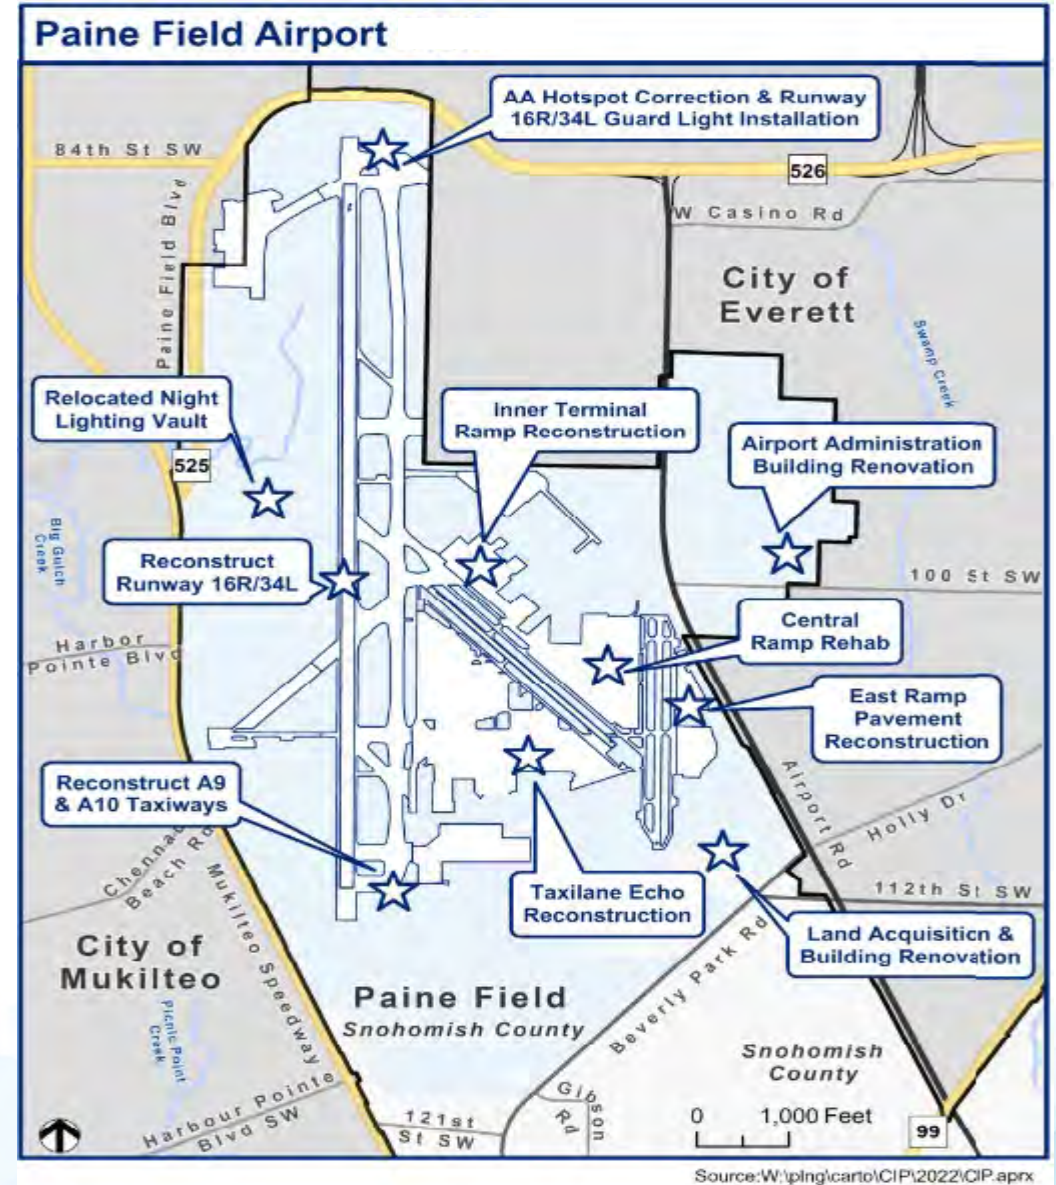 Paine Field Airport
AA Hotspot Correction & Runway
16R/34L Guard Light Installation
84th St SW
526
Paine Field Blvd
W Casino Rd
City of
Everett
Swamp Creek
Relocated Night
Lighting Vault
Inner Terminal
Ramp Reconstruction
Airport Administration
Building Renovation
525
Big Gulch
Creek
Reconstruct
Runway 16R/34L
100 St SW
Central
Ramp Rehab
Harbor
Pointe Blvd
East Ramp
Pavement
Reconstruction
Reconstruct A9
& A10 Taxiways
Airport Rd
Holly Dr
Chennault
Beach Rd
Mukilteo Speedway
Taxilane Echo
Reconstruction
112th St SW
Land Acquisition &
Building Renovation
City of
Mukilteo
Beverly Park Rd
Paine Field
Snohomish County
Picnic Point
Creek
Snohomish
County
Harbour Pointe
Blvd SW
121st
St SW
Gibson
Rd
0 1,000 Feet
99
Source:W:\plng\carto\CIP\2022\CIP.aprx